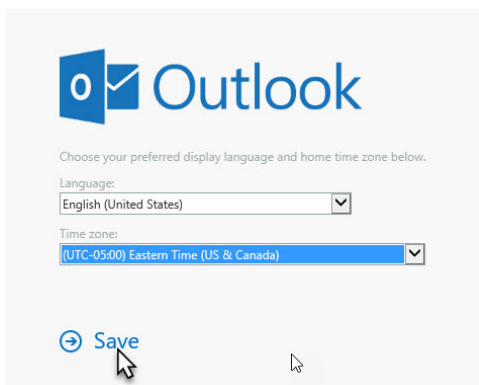 Outlook
Choose your preferred display language and home time zone below.
Language:
English (United States)
Time zone:
(UTC-05:00) Eastern Time (US & Canada)
Save